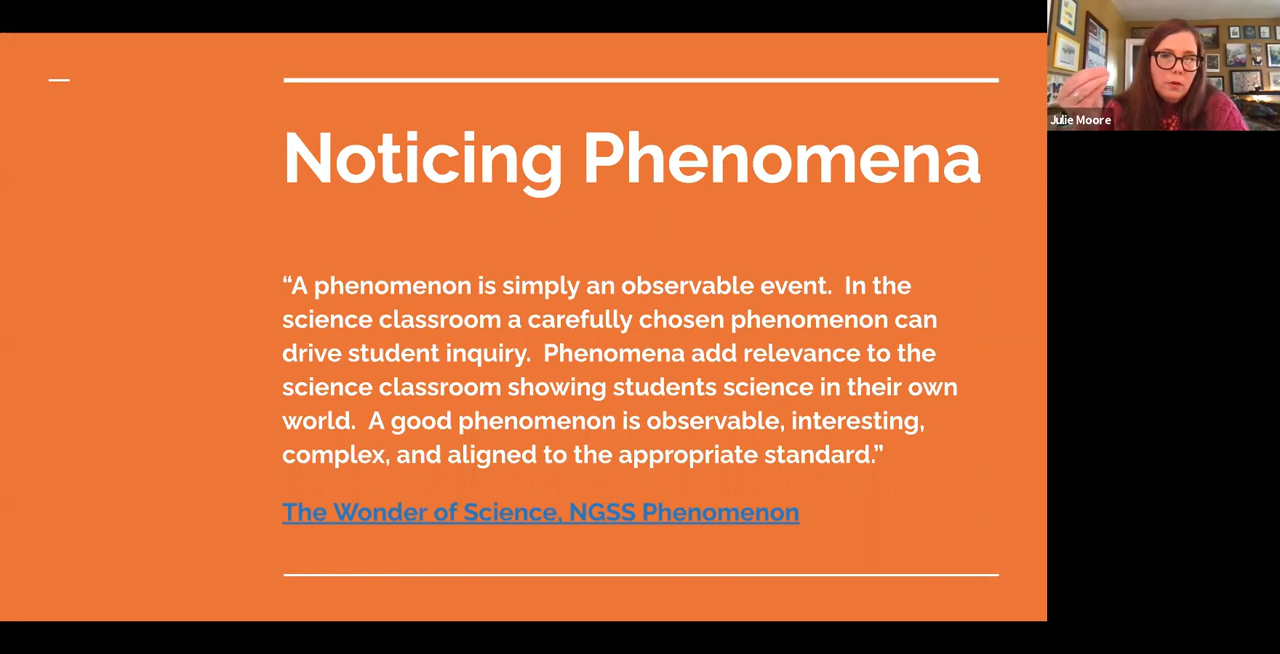 Noticing Phenomena
“A phenomenon is simply an observable event.  In the
science classroom a carefully chosen phenomenon can
drive student inquiry.  Phenomena add relevance to the
science classroom showing students science in their own
world.  A good phenomenon is observable, interesting,
complex, and aligned to the appropriate standard.”
The Wonder of Science, NGSS Phenomenon
Julie Moore